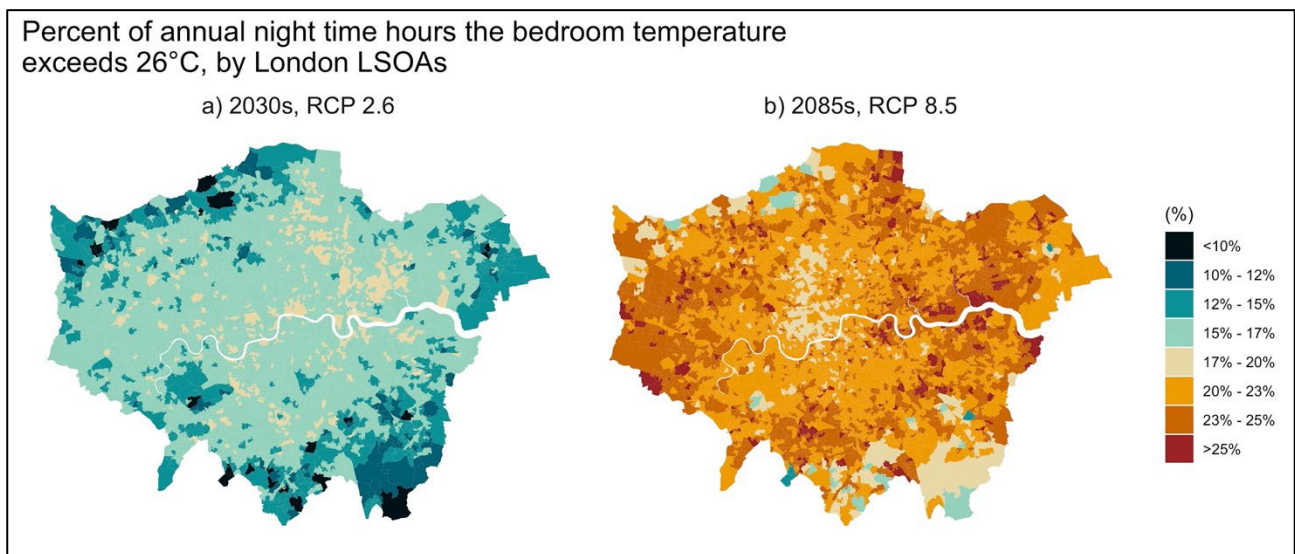 Percent of annual night time hours the bedroom temperature
exceeds 26°C, by London LSOAs
a) 2030s, RCP 2.6
b) 2085s, RCP 8.5
(%)
<10%
10% - 12%
12% - 15%
15% - 17%
17% - 20%
20% - 23%
23% - 25%
>25%